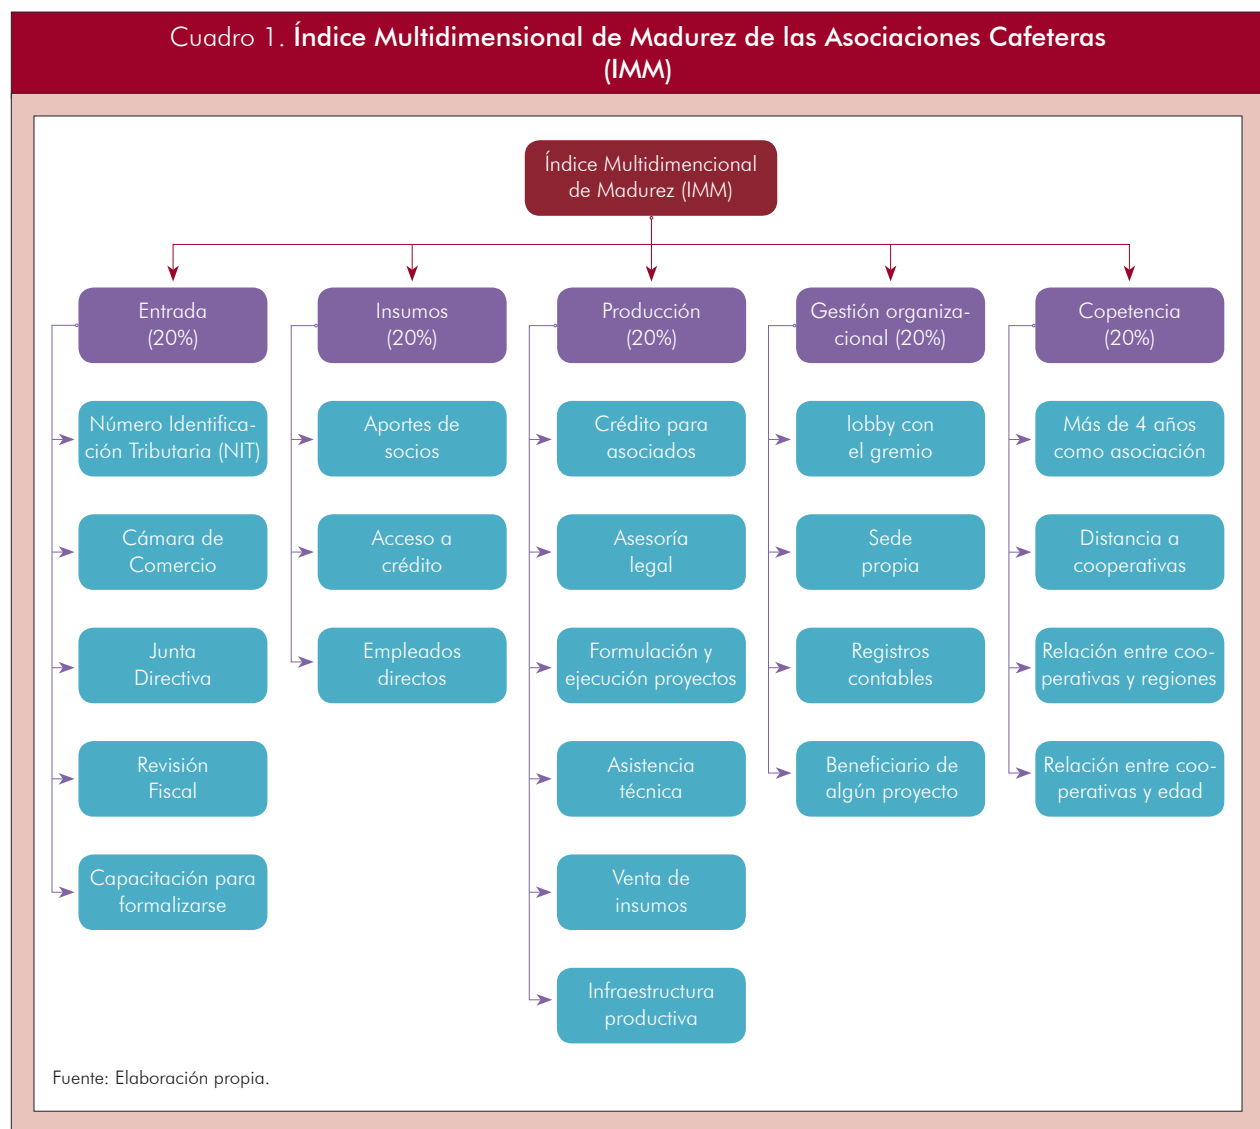 Cuadro 1. Índice Multidimensional de Madurez de las Asociaciones Cafeteras
(IMM)
Índice Multidimencional
de Madurez (IMM)
Entrada
(20%)
Número Identifica-
ción Tributaria (NIT)
Cámara de
Comercio
Junta
Directiva
Revisión
Fiscal
Capacitación para
formalizarse
Insumos
(20%)
Aportes de
socios
Acceso a
crédito
Empleados
directos
Producción
(20%)
Crédito para
asociados
Asesoría
legal
Formulación y
ejecución proyectos
Asistencia
técnica
Venta de
insumos
Infraestructura
productiva
Gestión organiza-
cional (20%)
lobby con
el gremio
Sede
propia
Registros
contables
Beneficiario de
algún proyecto
Copetencia
(20%)
Más de 4 años
como asociación
Distancia a
cooperativas
Relación entre coo-
perativas y regiones
Relación entre coo-
perativas y edad
Fuente: Elaboración propia.